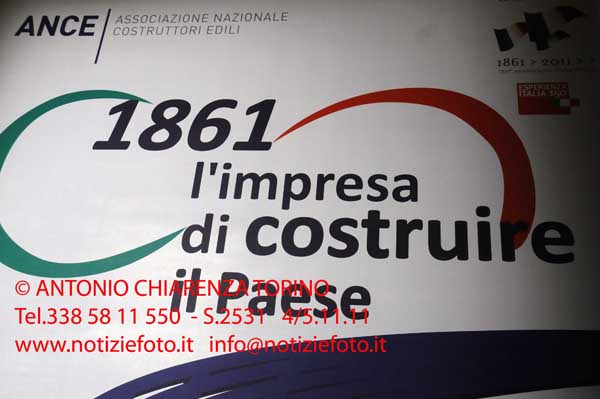 ANCE
ASSOCIAZIONE NAZIONALE
COSTRUTTORI EDILI
1861 > 2011 > >
ESPERIENZA
ITALIA 150°
1861
l'impresa
di costruire
il Paese
© ANTONIO CHIARENZA TORINO
Tel.338 58 11 550 - S.2531 4/5.11.11
www.notiziefoto.it info@notiziefoto.it